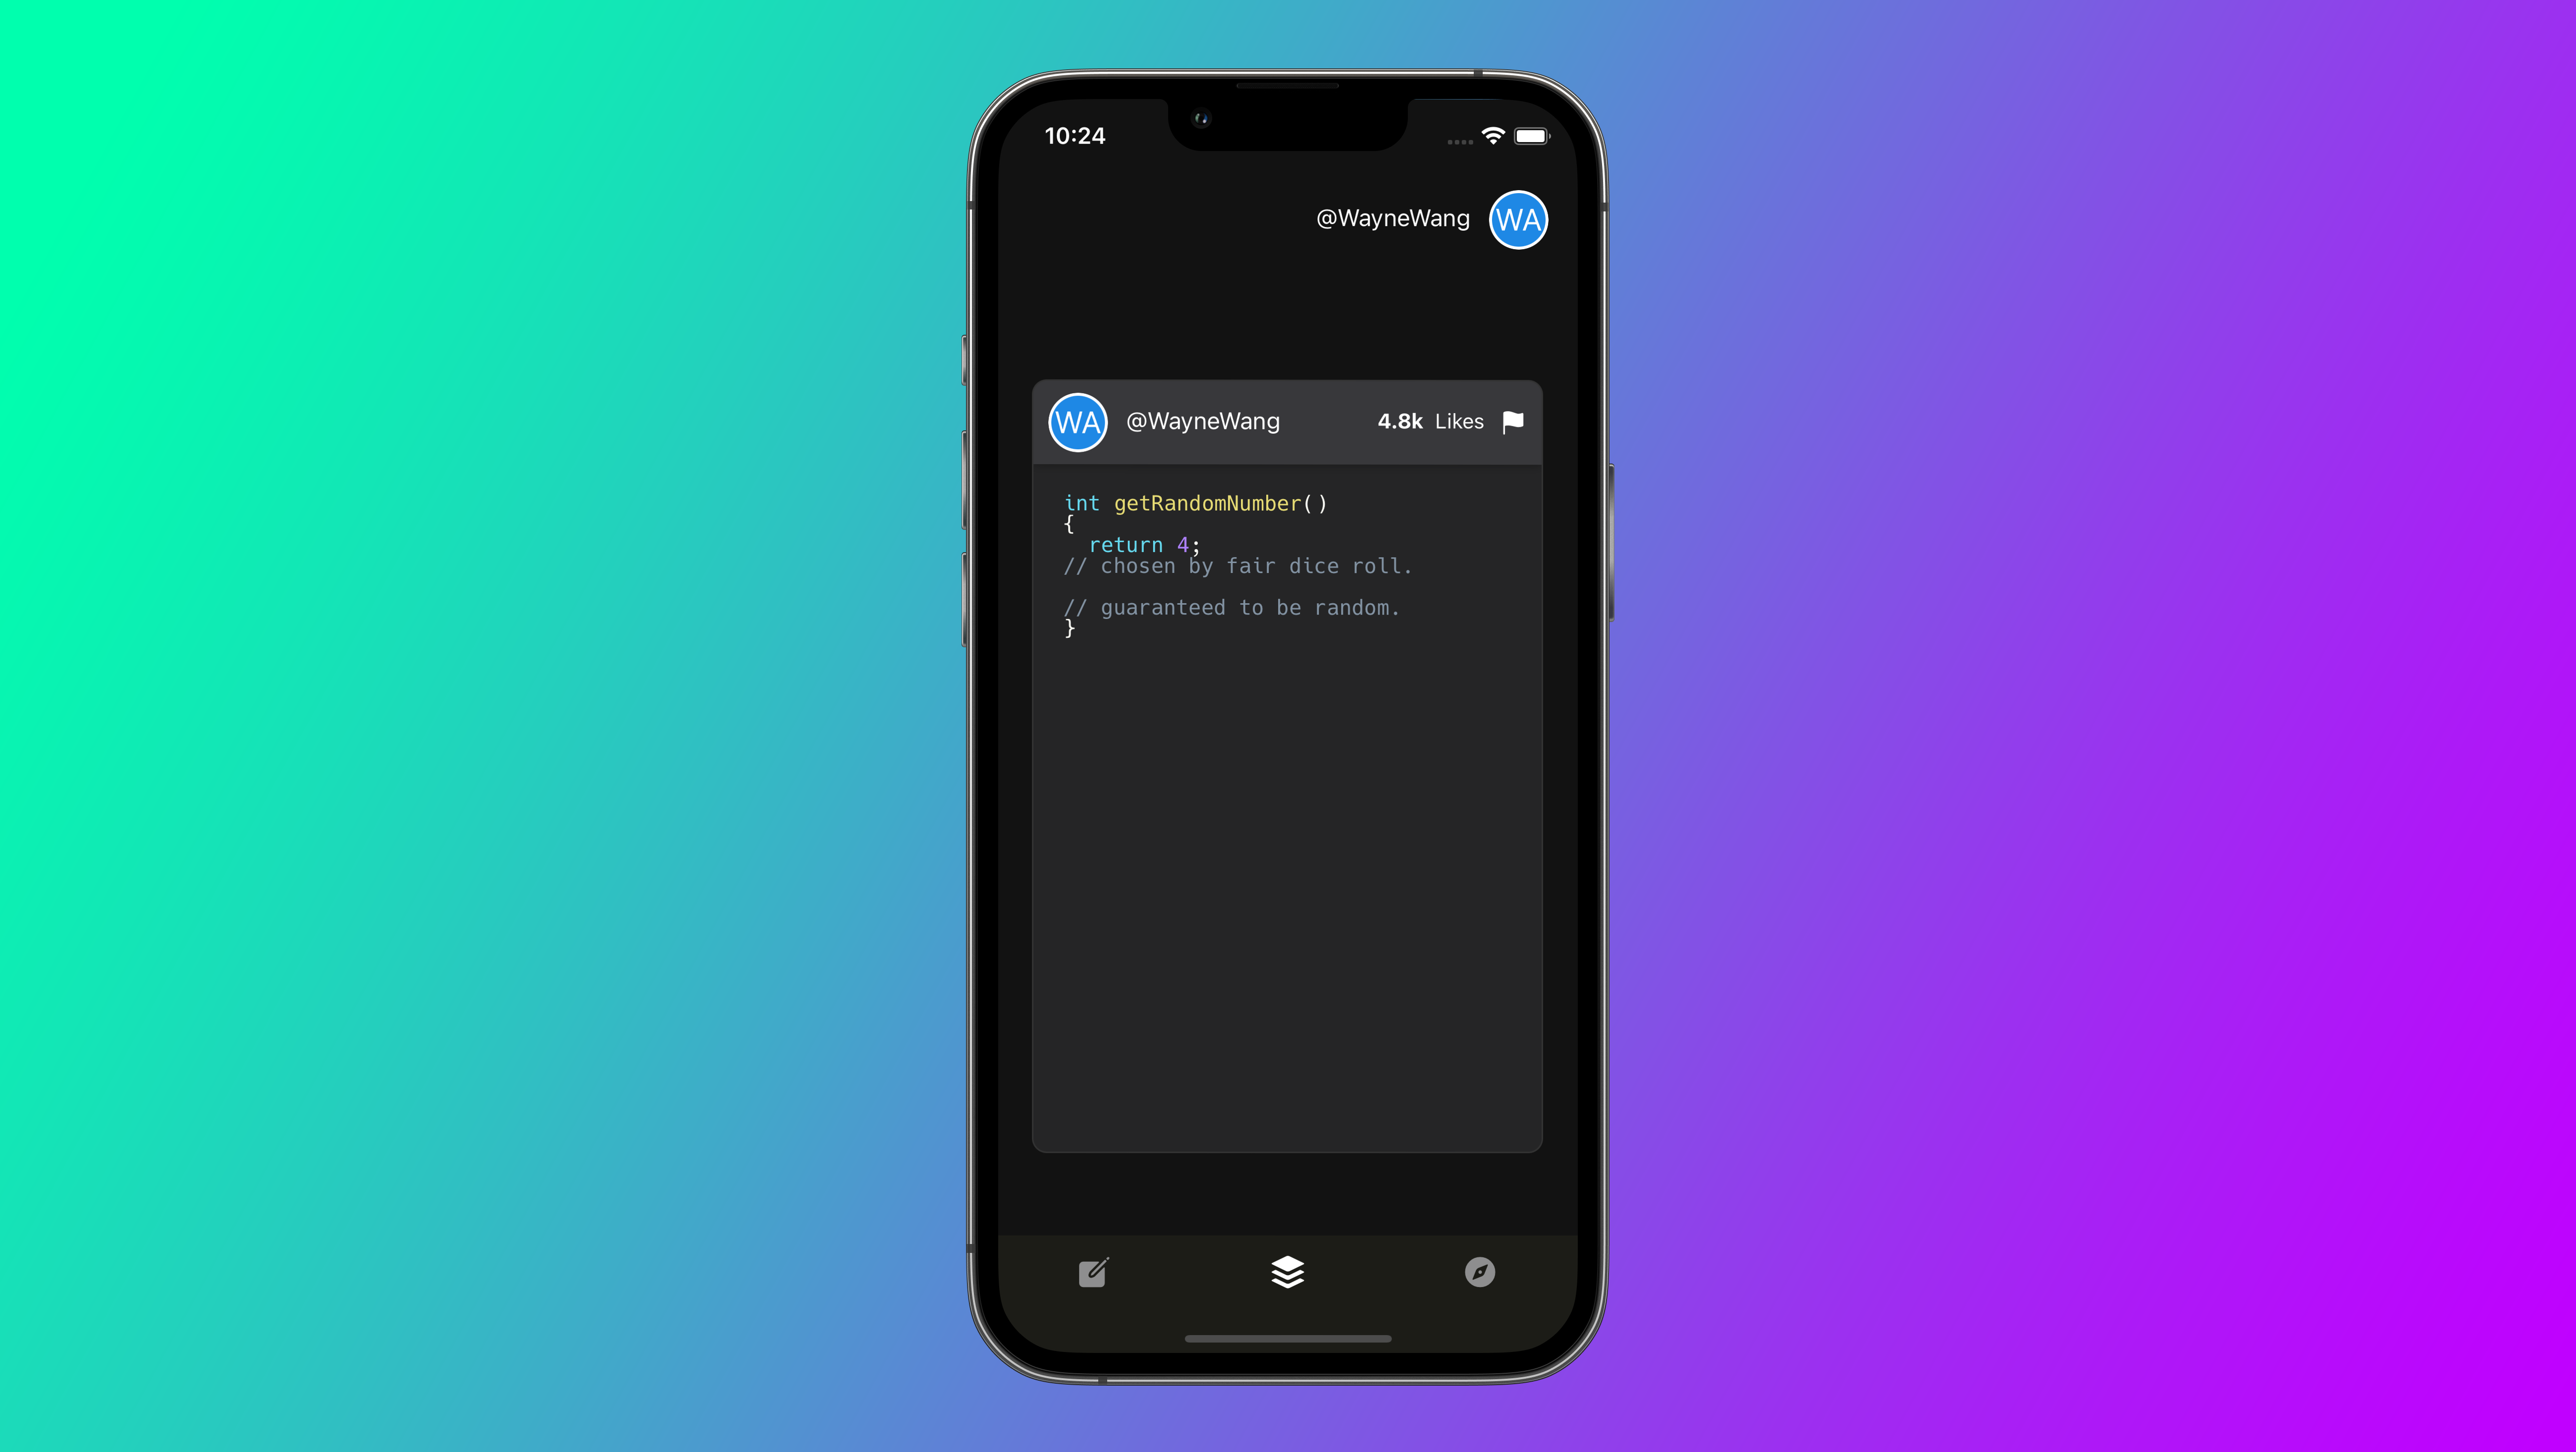 10:24
@WayneWang WA
WA @WayneWang 4.8k Likes
int getRandomNumber()
{
  return 4;
// chosen by fair dice roll.
// guaranteed to be random.
}